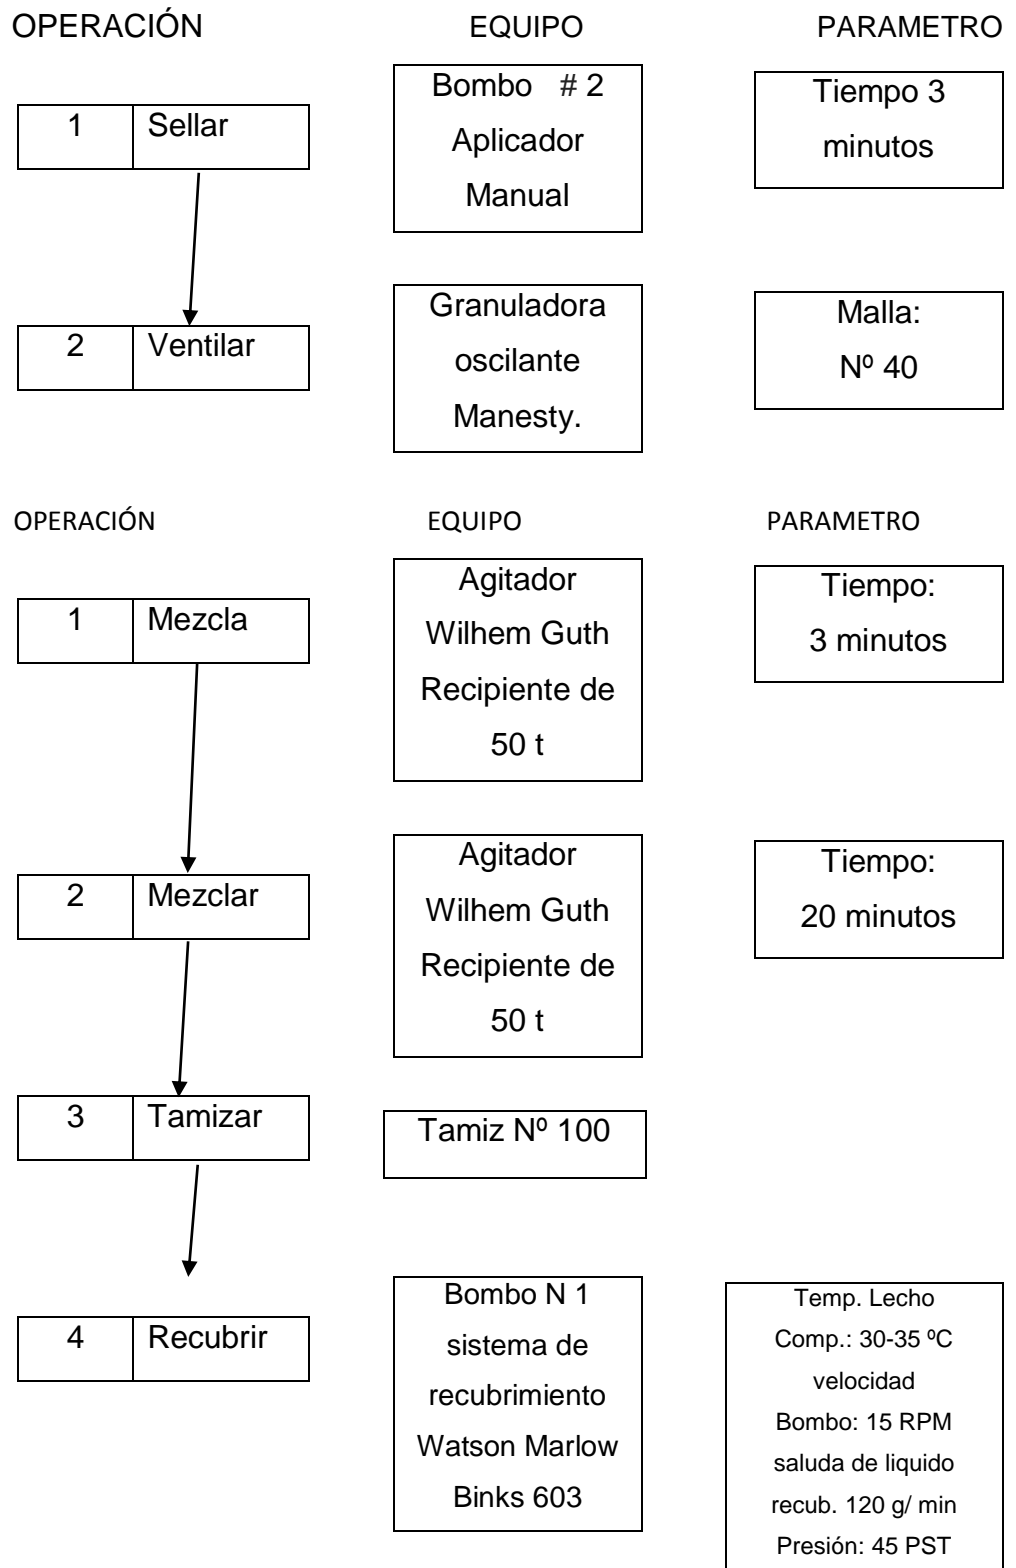 OPERACIÓN EQUIPO PARAMETRO
1 Sellar
Bombo # 2
Aplicador
Manual
Tiempo 3
minutos
2 Ventilar
Granuladora
oscilante
Manesty.
Malla:
Nº 40
OPERACIÓN EQUIPO PARAMETRO
1 Mezcla
Agitador
Wilhem Guth
Recipiente de
50 t
Tiempo:
3 minutos
2 Mezclar
Agitador
Wilhem Guth
Recipiente de
50 t
Tiempo:
20 minutos
3 Tamizar
Tamiz Nº 100
4 Recubrir
Bombo N 1
sistema de
recubrimiento
Watson Marlow
Binks 603
Temp. Lecho
Comp.: 30-35 ºC
velocidad
Bombo: 15 RPM
saluda de liquido
recub. 120 g/ min
Presión: 45 PST